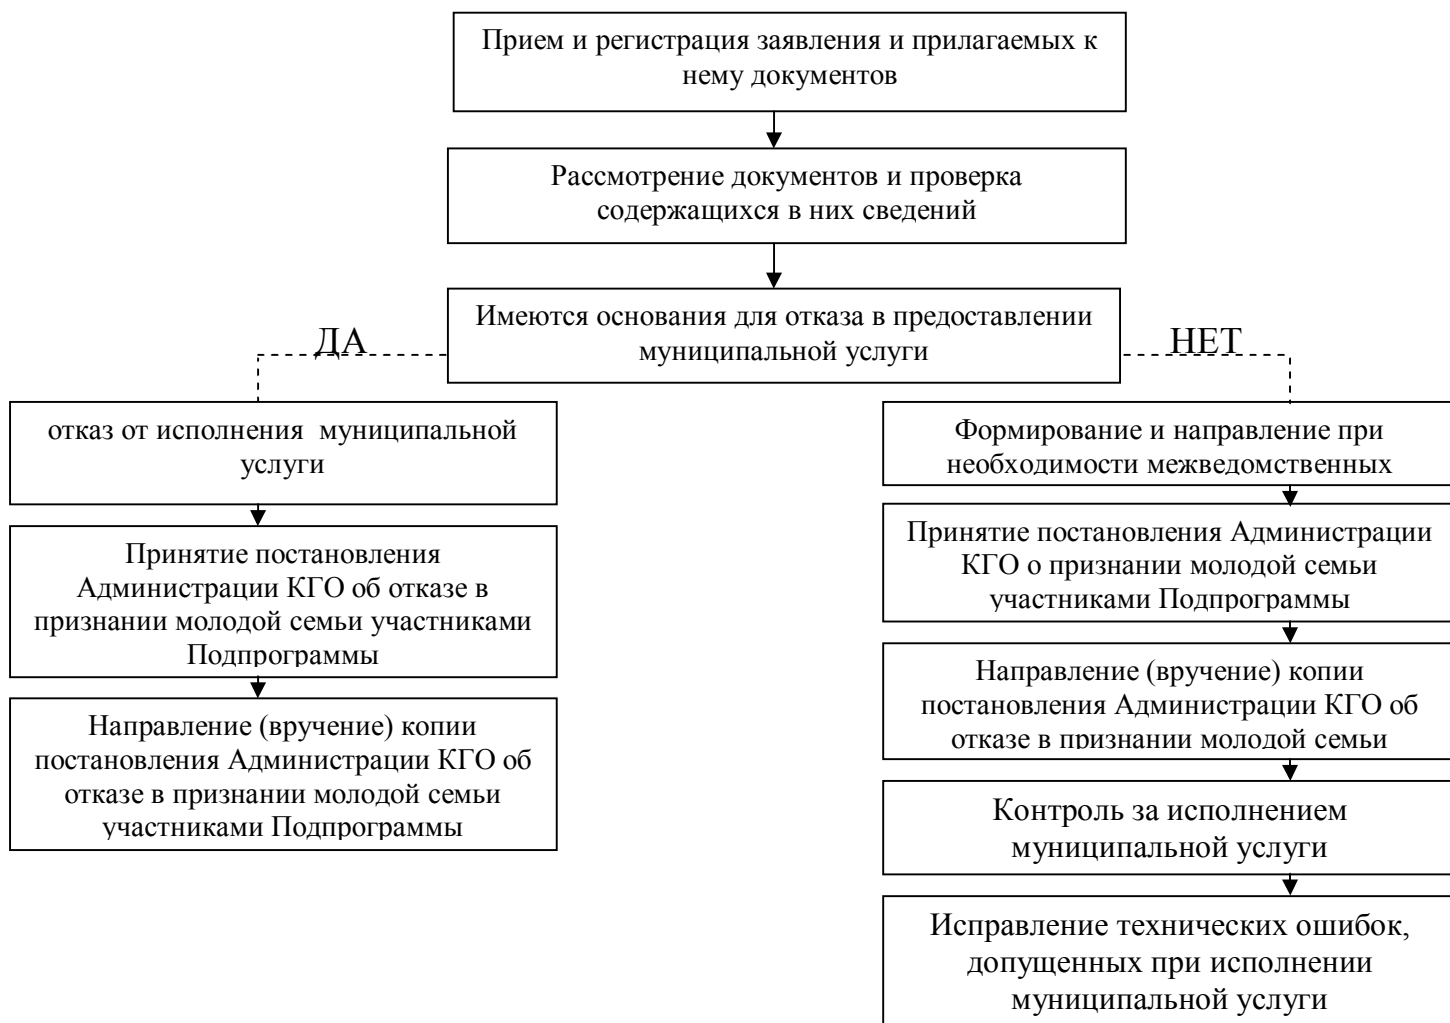 Прием и регистрация заявления и прилагаемых к
нему документов
Рассмотрение документов и проверка
содержащихся в них сведений
Имеются основания для отказа в предоставлении
муниципальной услуги
ДА
НЕТ
отказ от исполнения муниципальной
услуги
Принятие постановления
Администрации КГО об отказе в
признании молодой семьи участниками
Подпрограммы
Направление (вручение) копии
постановления Администрации КГО об
отказе в признании молодой семьи
участниками Подпрограммы
Формирование и направление при
необходимости межведомственных
Принятие постановления Администрации
КГО о признании молодой семьи
участниками Подпрограммы
Направление (вручение) копии
постановления Администрации КГО об
отказе в признании молодой семьи
Контроль за исполнением
муниципальной услуги
Исправление технических ошибок,
допущенных при исполнении
муниципальной услуги